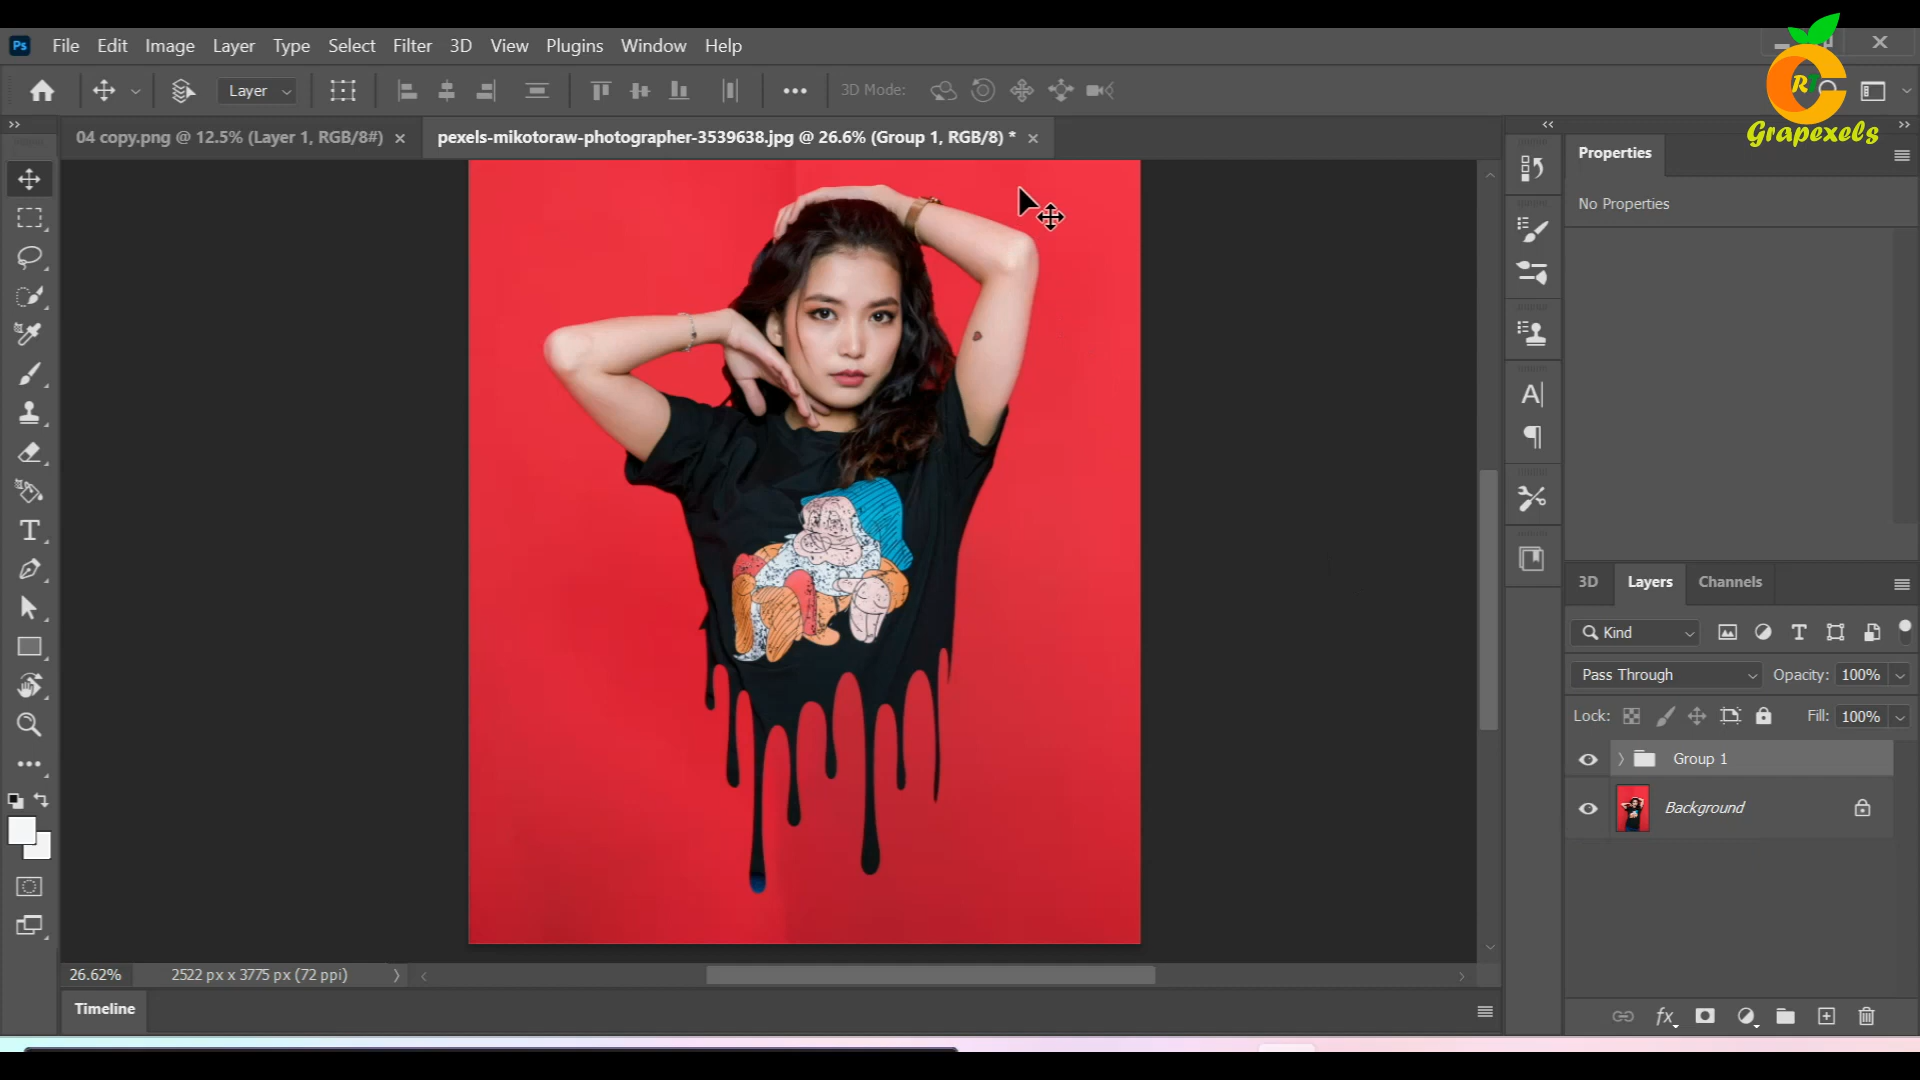 Ps File Edit Image Layer Type Select Filter 3D View Plugins Window Help
Layer 3D Mode:
RT
Grapexels
04 copy.png @ 12.5% (Layer 1, RGB/8#) × pexels-mikotoraw-photographer-3539638.jpg @ 26.6% (Group 1, RGB/8) * ×
Properties
No Properties
3D Layers Channels
Kind
Pass Through Opacity: 100%
Lock: Fill: 100%
Group 1
Background
26.62% 2522 px x 3775 px (72 ppi)
Timeline